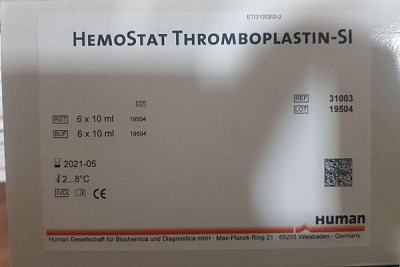 ETI3100300-2
HEMOSTAT THROMBOPLASTIN-SI
LOT
RGT 6 x 10 ml 19504
BUF 6 x 10 ml 19504
REF 31003
LOT 19504
2021-05
2...8°C
IVD CE
Human
Human Gesellschaft für Biochemica und Diagnostica mbH · Max-Planck-Ring 21 · 65205 Wiesbaden · Germany